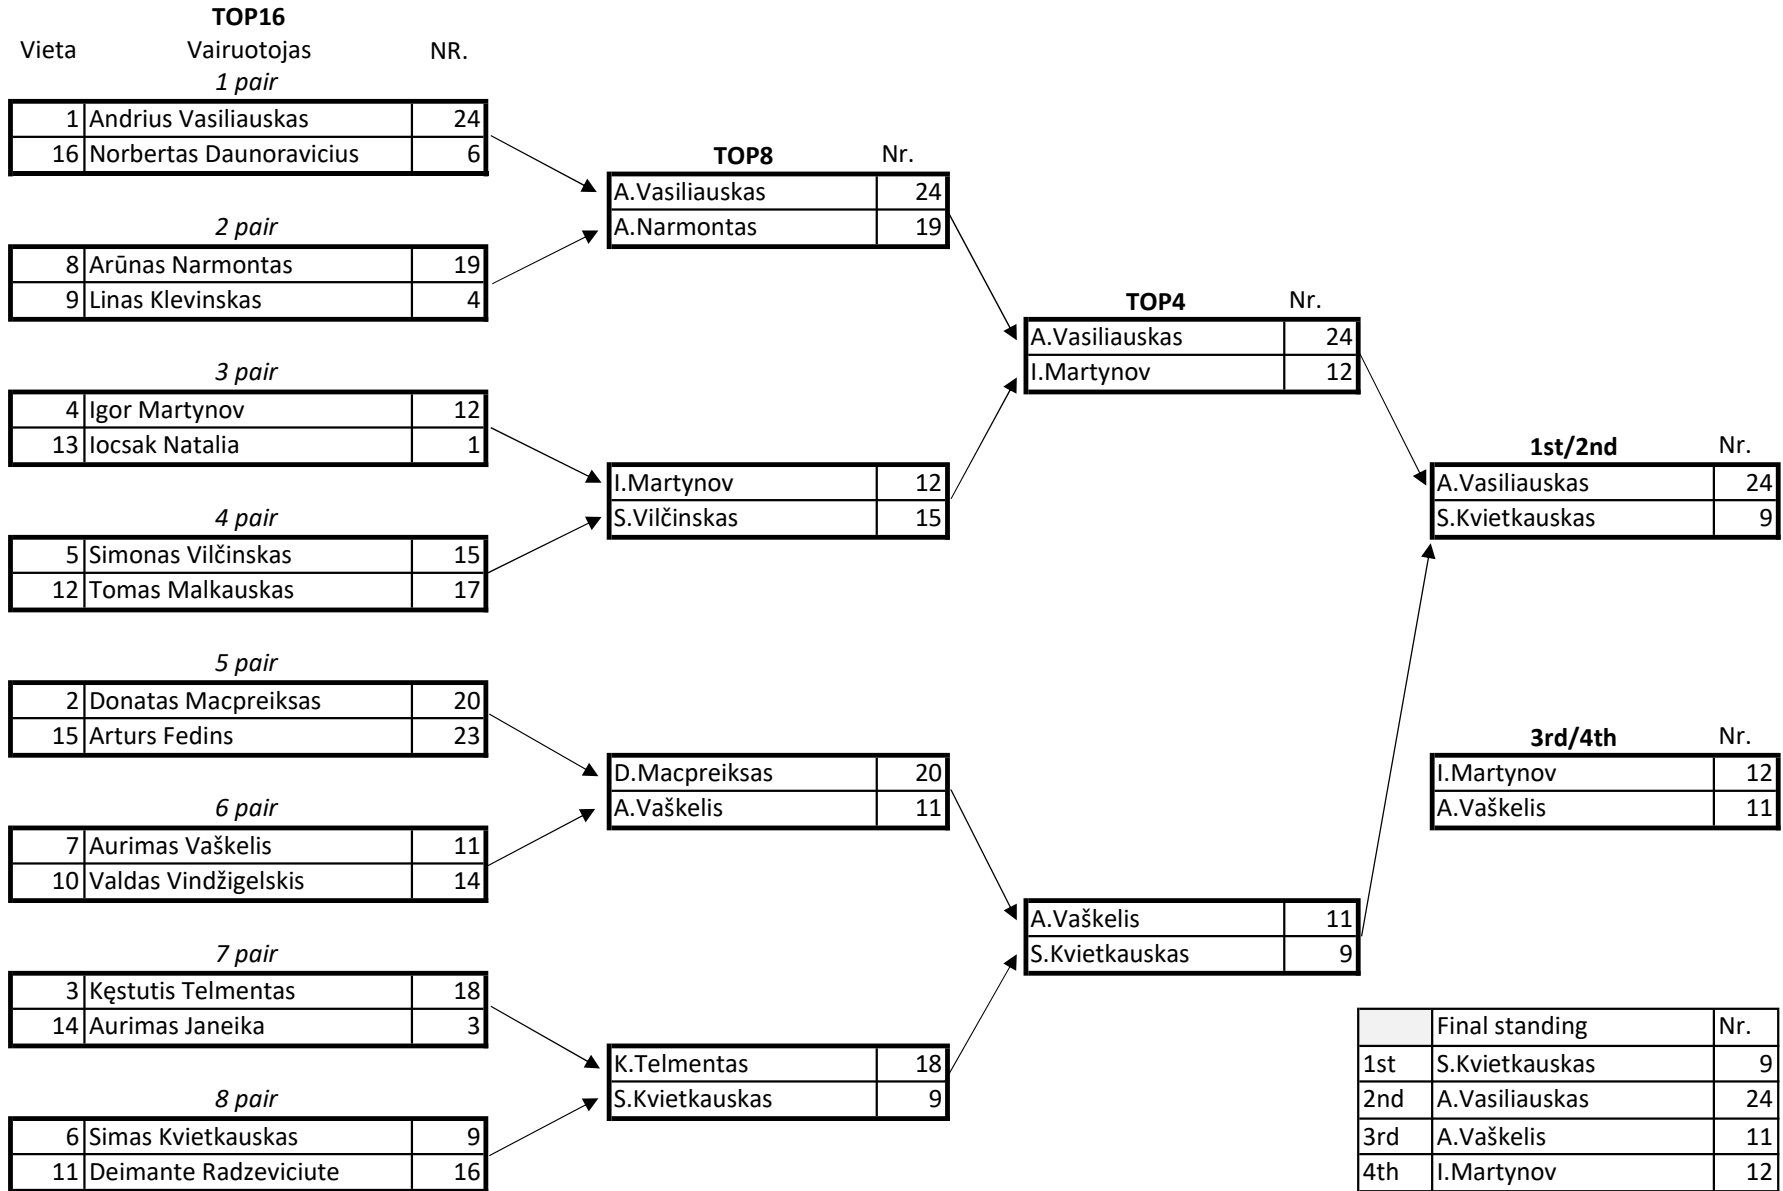 TOP16
Vieta Vairuotojas NR.
1 pair
1 Andrius Vasiliauskas 24
16 Norbertas Daunoravicius 6
2 pair
8 Arūnas Narmontas 19
9 Linas Klevinskas 4
3 pair
4 Igor Martynov 12
13 Iocsak Natalia 1
4 pair
5 Simonas Vilčinskas 15
12 Tomas Malkauskas 17
5 pair
2 Donatas Macpreiksas 20
15 Arturs Fedins 23
6 pair
7 Aurimas Vaškelis 11
10 Valdas Vindžigelskis 14
7 pair
3 Kęstutis Telmentas 18
14 Aurimas Janeika 3
8 pair
6 Simas Kvietkauskas 9
11 Deimante Radzeviciute 16
TOP8 Nr.
A.Vasiliauskas 24
A.Narmontas 19
I.Martynov 12
S.Vilčinskas 15
D.Macpreiksas 20
A.Vaškelis 11
K.Telmentas 18
S.Kvietkauskas 9
TOP4 Nr.
A.Vasiliauskas 24
I.Martynov 12
A.Vaškelis 11
S.Kvietkauskas 9
1st/2nd Nr.
A.Vasiliauskas 24
S.Kvietkauskas 9
3rd/4th Nr.
I.Martynov 12
A.Vaškelis 11
Final standing Nr.
1st S.Kvietkauskas 9
2nd A.Vasiliauskas 24
3rd A.Vaškelis 11
4th I.Martynov 12